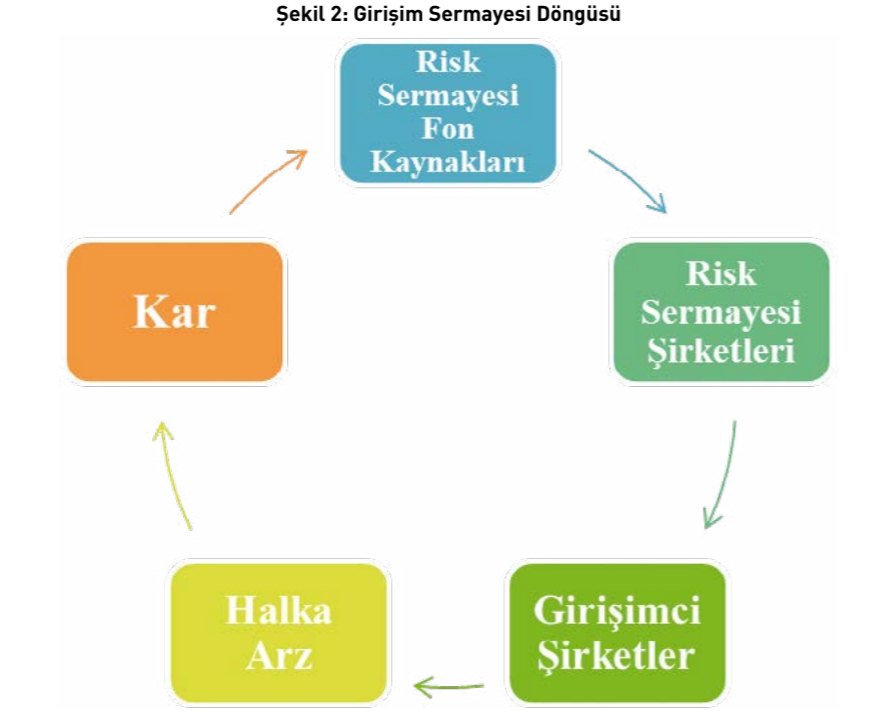 Şekil 2: Girişim Sermayesi Döngüsü
Risk
Sermayesi
Fon
Kaynakları
Risk
Sermayesi
Şirketleri
Girişimci
Şirketler
Halka
Arz
Kar